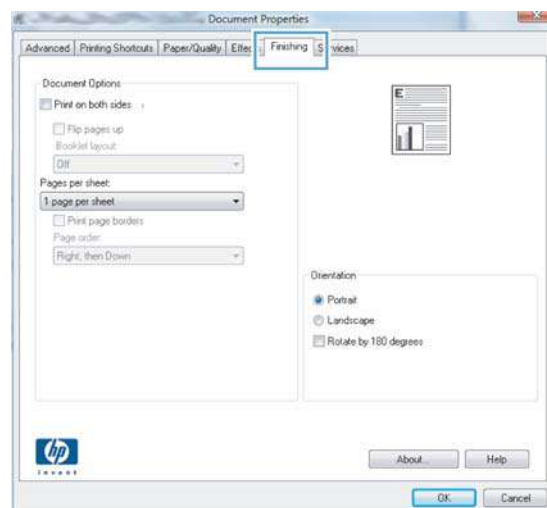 Document Properties
Advanced Printing Shortcuts Paper/Quality Finishing
Document Options
Print on both sides
Flip pages up
Booklet layout:
Off
Pages per sheet:
1 page per sheet
Print page borders
Page order:
Right, then Down
E
Orientation
Portrait
Landscape
Rotate by 180 degrees
hp
invent
About... Help
OK Cancel